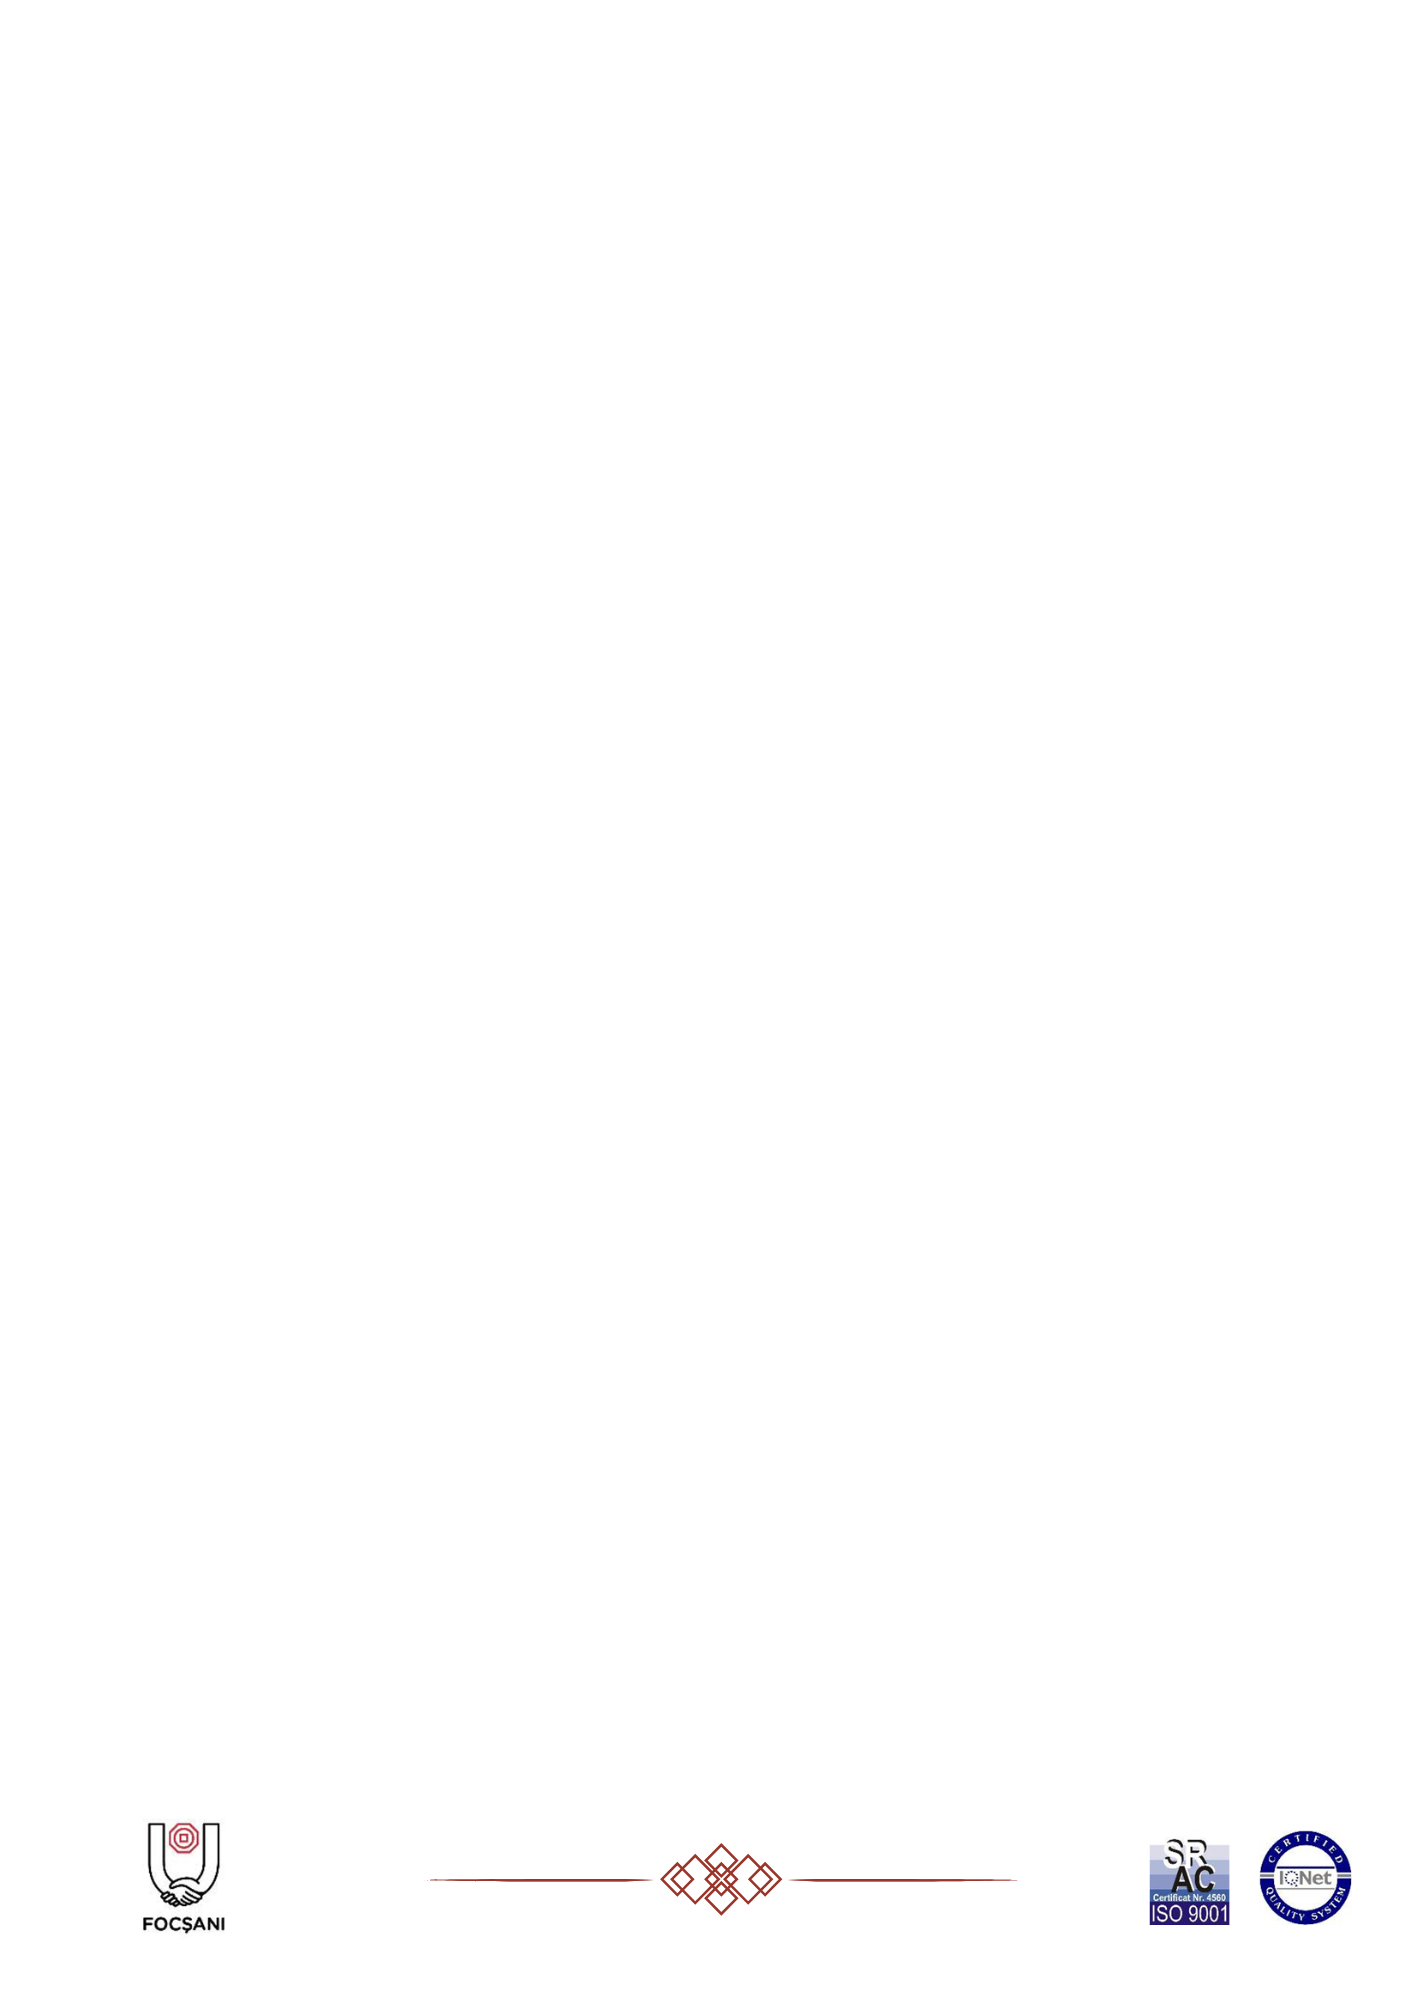 FOCȘANI
SR
AC
Certificat Nr. 4560
ISO 9001
CERTIFIED
IQNet
QUALITY SYSTEM